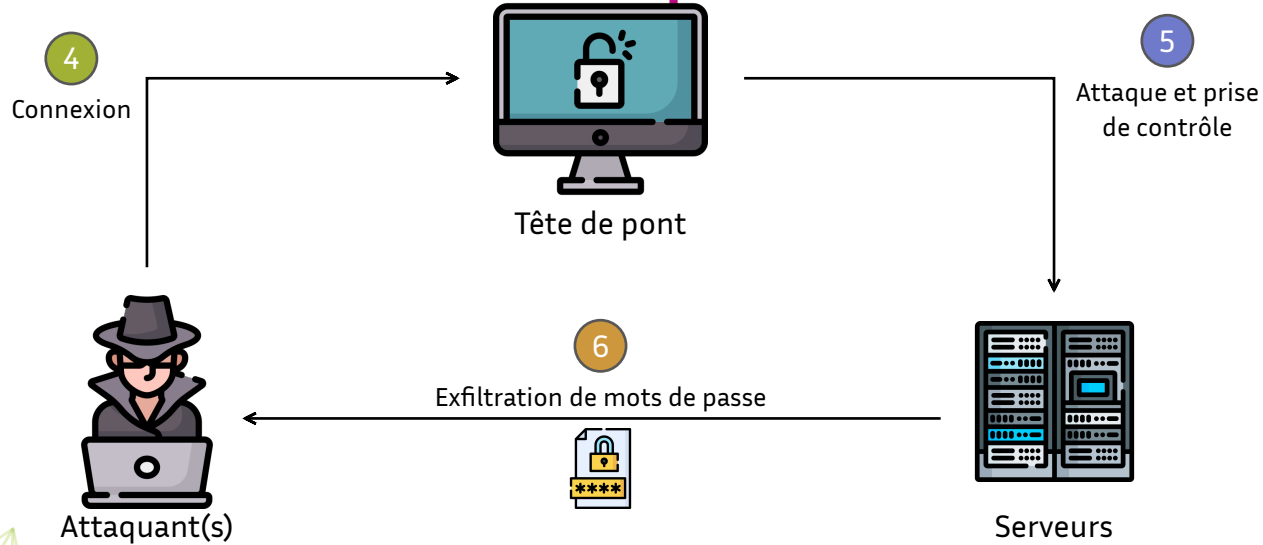 4
Connexion
5
Attaque et prise
de contrôle
Tête de pont
6
Exfiltration de mots de passe
****
Attaquant(s)
Serveurs